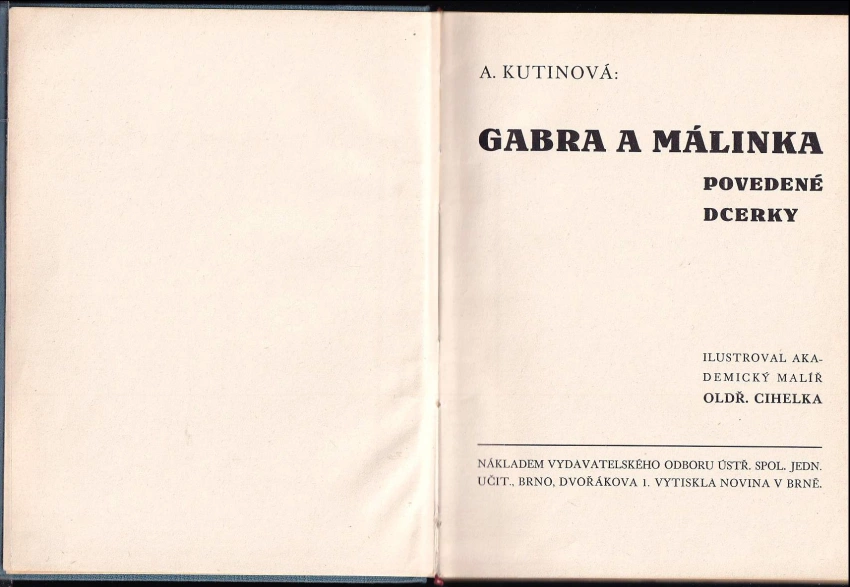 A. KUTINOVÁ:
GABRA A MÁLINKA
POVEDENÉ
DCERKY
ILUSTROVAL AKA-
DEMICKÝ MALÍŘ
OLDŘ. CIHELKA
NÁKLADEM VYDAVATELSKÉHO ODBORU ÚSTŘ. SPOL. JEDN.
UČIT., BRNO, DVOŘÁKOVA 1. VYTISKLA NOVINA V BRNĚ.